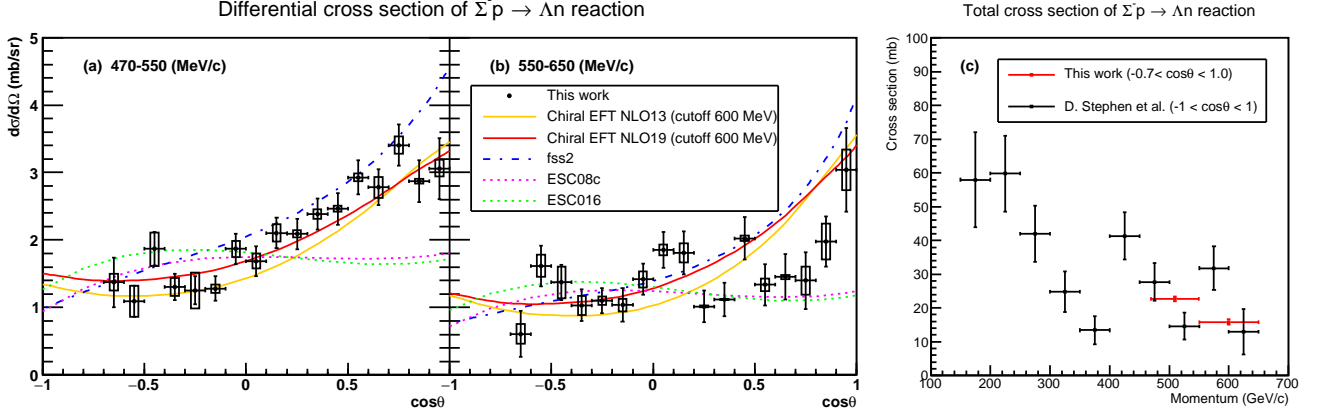 Differential cross section of Σ⁻p → Λn reaction
dσ/dΩ (mb/sr)
5
4
3
2
1
0
(a) 470-550 (MeV/c)
(b) 550-650 (MeV/c)
This work
Chiral EFT NLO13 (cutoff 600 MeV)
Chiral EFT NLO19 (cutoff 600 MeV)
fss2
ESC08c
ESC016
−1 −0.5 0 0.5 −1 −0.5 0 0.5 1
cosθ cosθ
Total cross section of Σ⁻p → Λn reaction
Cross section (mb)
100
90
80
70
60
50
40
30
20
10
0
(c)
This work (-0.7< cosθ < 1.0)
D. Stephen et al. (-1 < cosθ < 1)
100 200 300 400 500 600 700
Momentum (GeV/c)